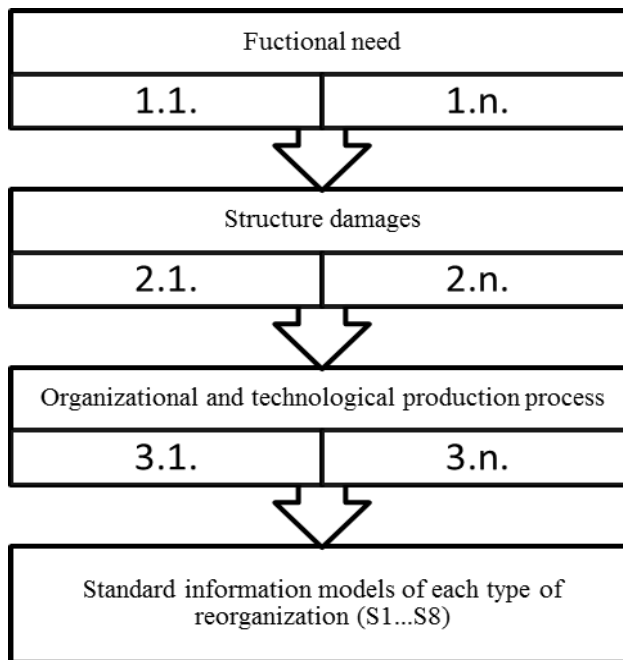 Fuctional need
1.1. 1.n.
Structure damages
2.1. 2.n.
Organizational and technological production process
3.1. 3.n.
Standard information models of each type of
reorganization (S1...S8)